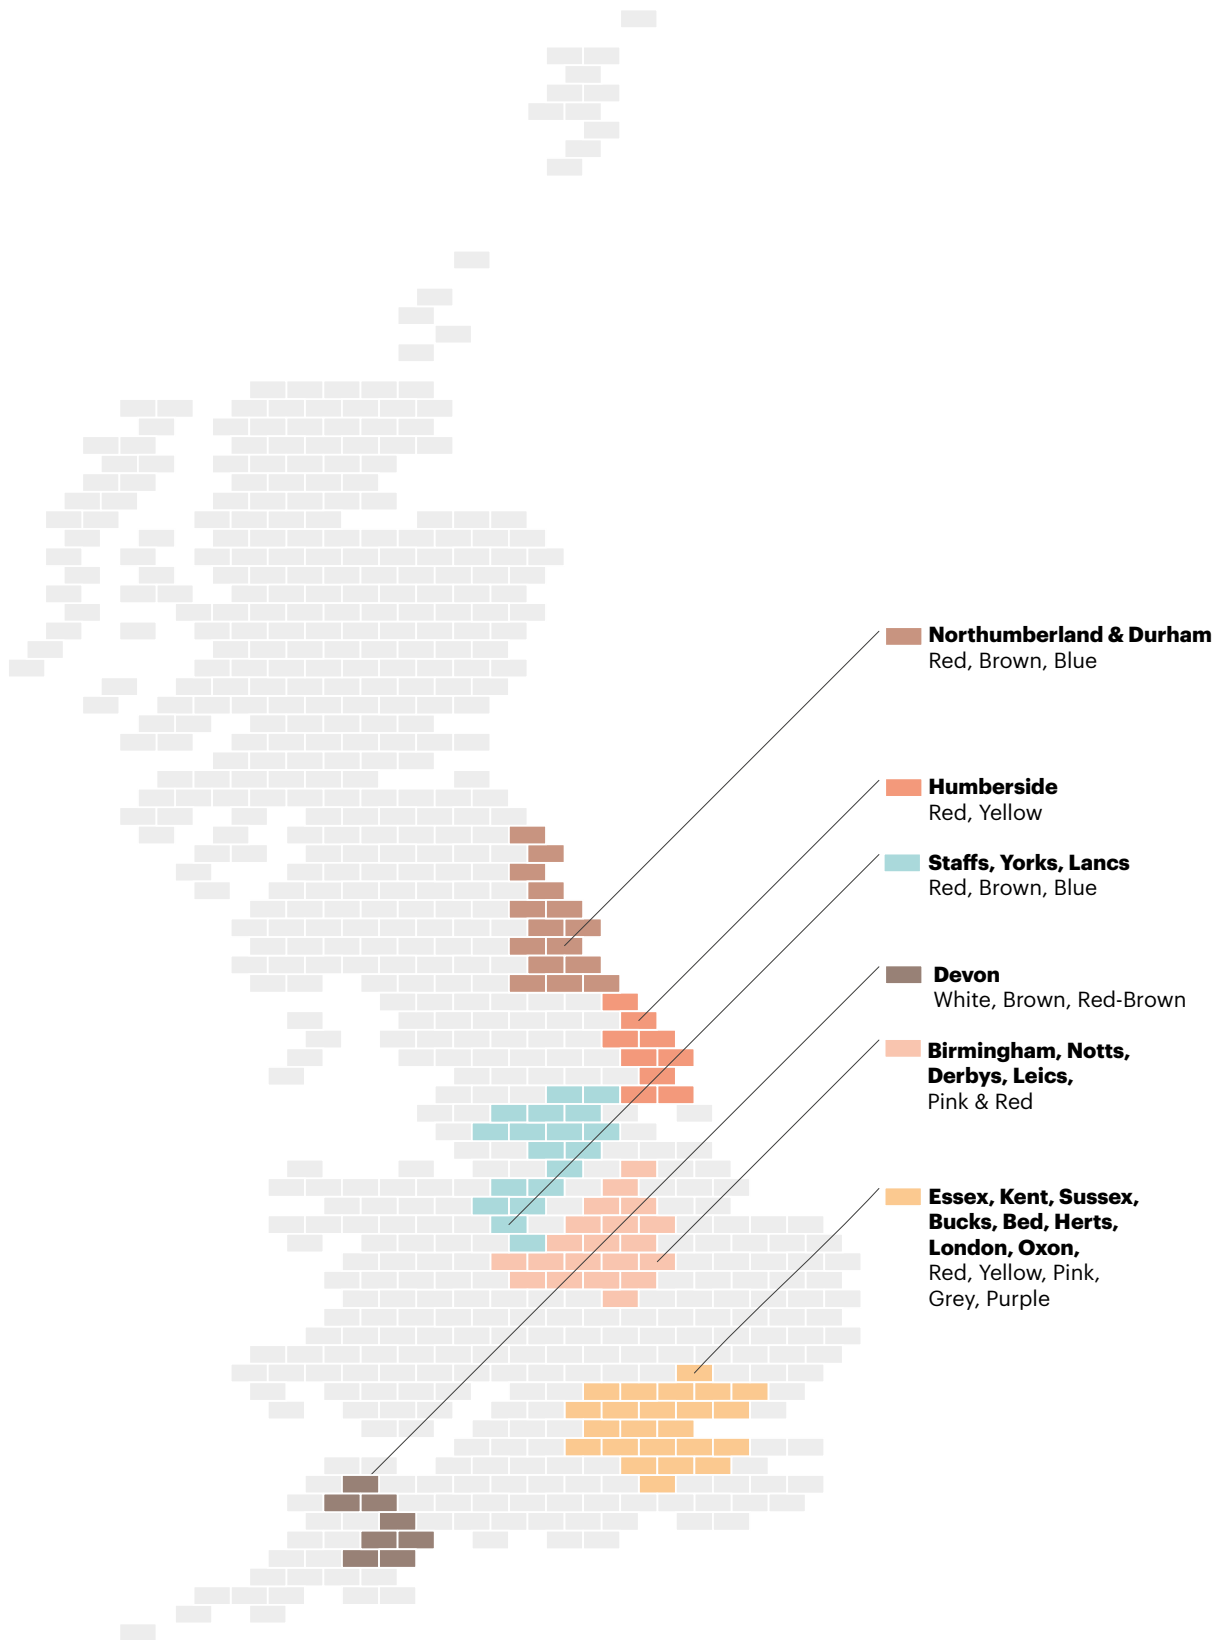 Northumberland & Durham
Red, Brown, Blue
Humberside
Red, Yellow
Staffs, Yorks, Lancs
Red, Brown, Blue
Devon
White, Brown, Red-Brown
Birmingham, Notts,
Derbys, Leics,
Pink & Red
Essex, Kent, Sussex,
Bucks, Bed, Herts,
London, Oxon,
Red, Yellow, Pink,
Grey, Purple